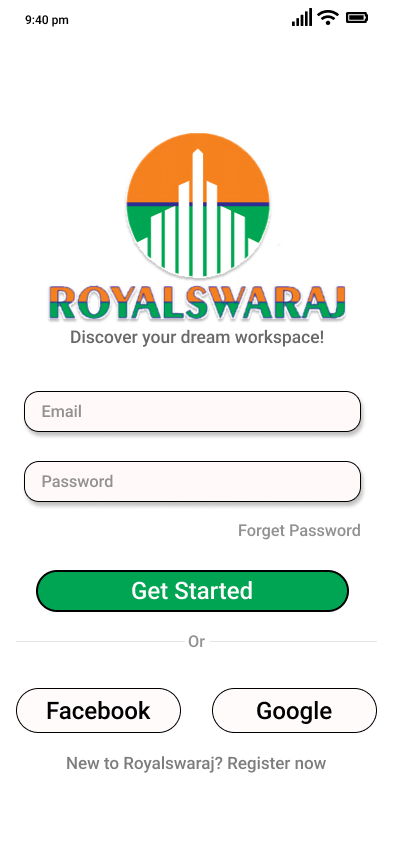 9:40 pm
ROYALSWARAJ
Discover your dream workspace!
Email
Password
Forget Password
Get Started
Or
Facebook
Google
New to Royalswaraj? Register now